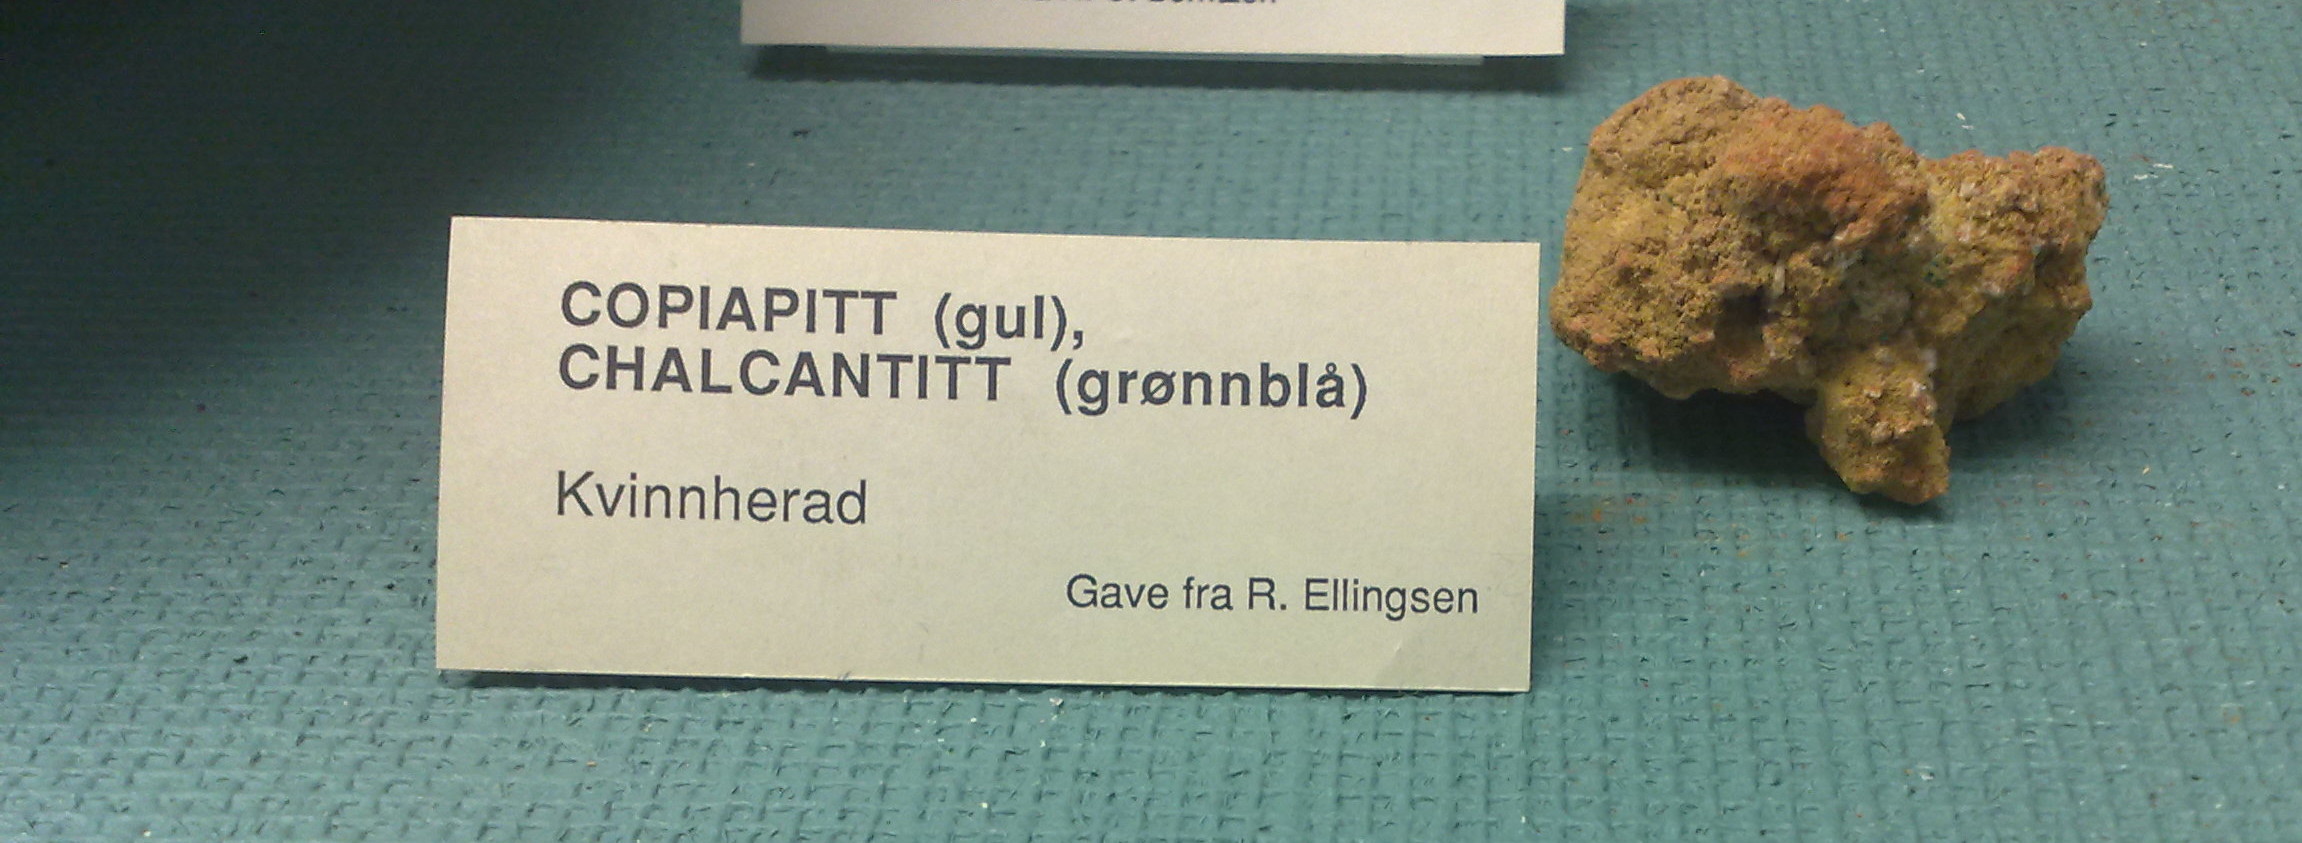 COPIAPITT (gul),
CHALCANTITT (grønnblå)
Kvinnherad
Gave fra R. Ellingsen